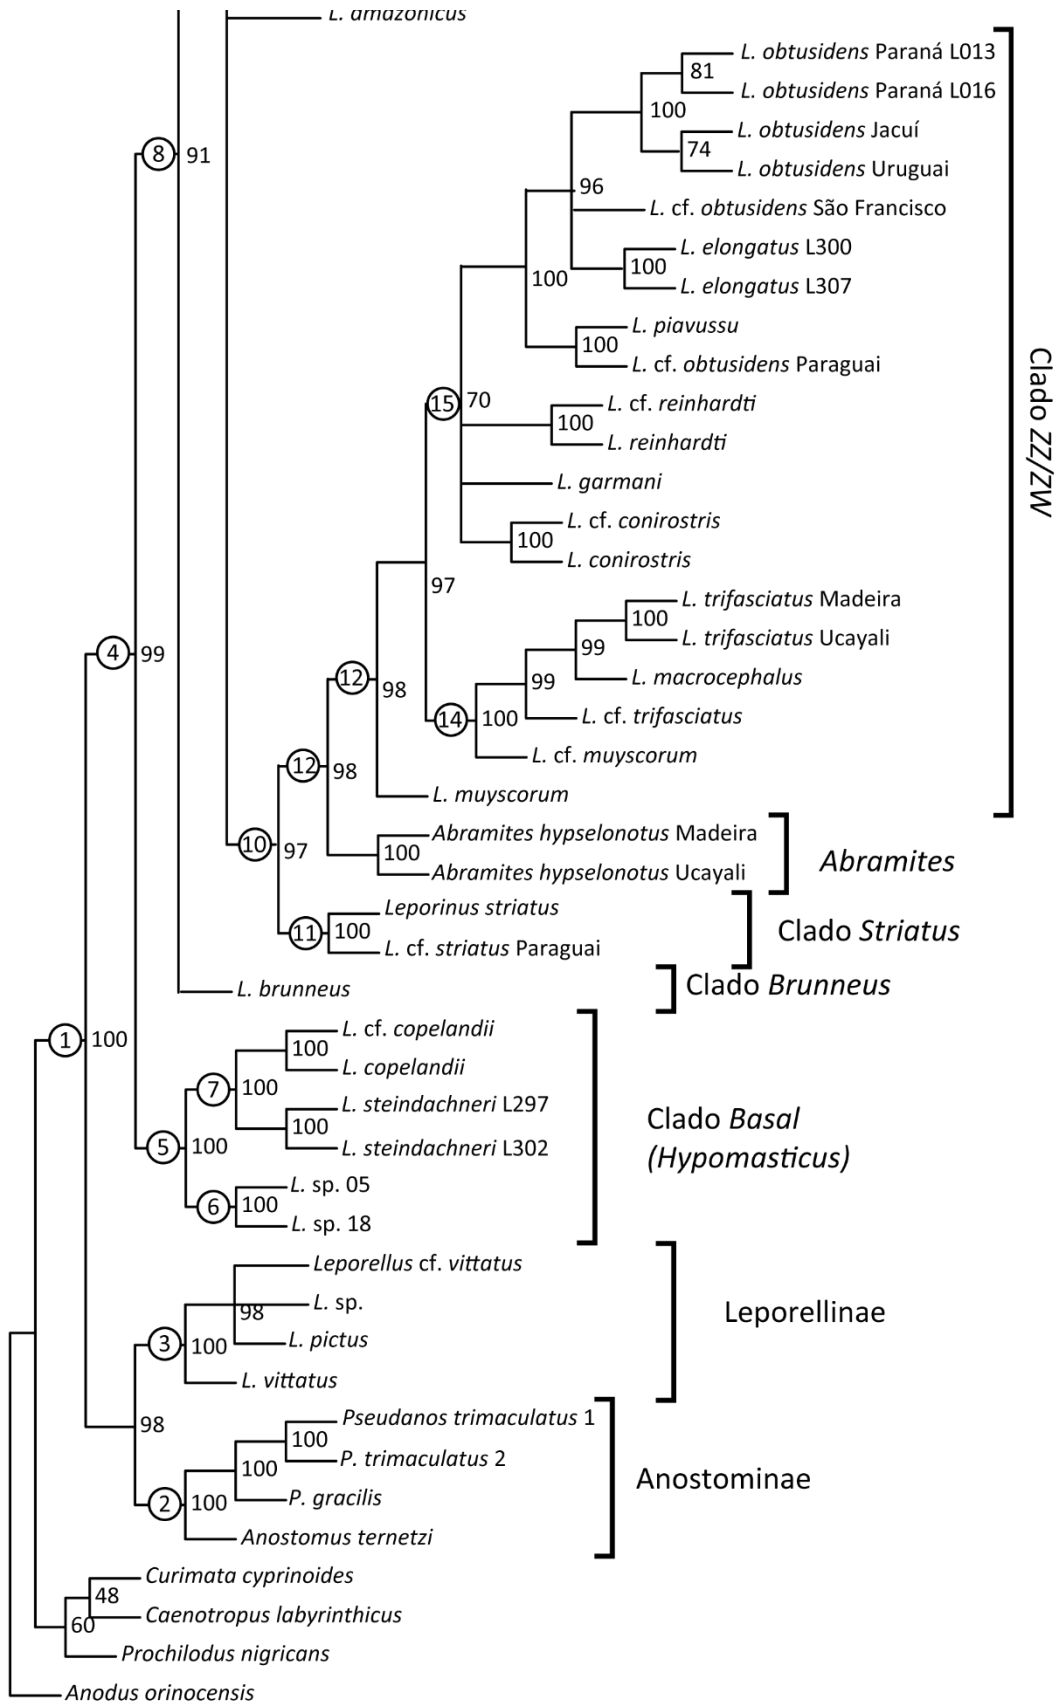 L. amazonicus
L. obtusidens Paraná L013
81
L. obtusidens Paraná L016
100
L. obtusidens Jacuí
74
L. obtusidens Uruguai
8
91
96
L. cf. obtusidens São Francisco
L. elongatus L300
100
L. elongatus L307
100
L. piavussu
100
L. cf. obtusidens Paraguai
15
70
L. cf. reinhardti
100
L. reinhardti
L. garmani
L. cf. conirostris
100
L. conirostris
97
Clado ZZ/ZW
L. trifasciatus Madeira
100
L. trifasciatus Ucayali
99
L. macrocephalus
99
L. cf. trifasciatus
14
100
L. cf. muyscorum
4
99
12
98
L. muyscorum
12
98
Abramites hypselonotus Madeira
100
Abramites hypselonotus Ucayali
Abramites
10
97
Leporinus striatus
11
100
L. cf. striatus Paraguai
Clado Striatus
L. brunneus
Clado Brunneus
1
100
L. cf. copelandii
100
L. copelandii
7
100
L. steindachneri L297
100
L. steindachneri L302
5
100
L. sp. 05
6
100
L. sp. 18
Clado Basal
(Hypomasticus)
Leporellus cf. vittatus
L. sp.
98
L. pictus
3
100
L. vittatus
Leporellinae
98
Pseudanos trimaculatus 1
100
P. trimaculatus 2
100
P. gracilis
2
100
Anostomus ternetzi
Anostominae
Curimata cyprinoides
48
Caenotropus labyrinthicus
60
Prochilodus nigricans
Anodus orinocensis